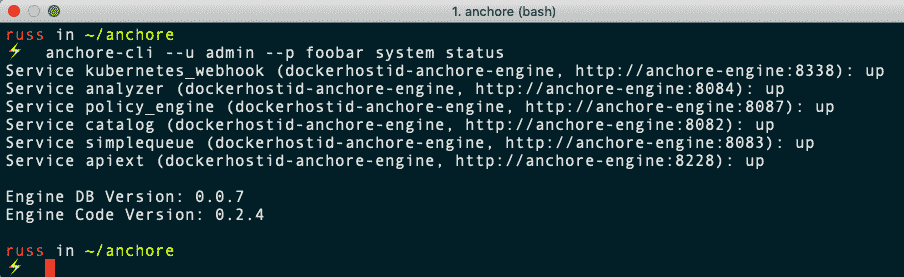 1. anchore (bash)
russ in ~/anchore
⚡ anchore-cli --u admin --p foobar system status
Service kubernetes_webhook (dockerhostid-anchore-engine, http://anchore-engine:8338): up
Service analyzer (dockerhostid-anchore-engine, http://anchore-engine:8084): up
Service policy_engine (dockerhostid-anchore-engine, http://anchore-engine:8087): up
Service catalog (dockerhostid-anchore-engine, http://anchore-engine:8082): up
Service simplequeue (dockerhostid-anchore-engine, http://anchore-engine:8083): up
Service apiext (dockerhostid-anchore-engine, http://anchore-engine:8228): up
Engine DB Version: 0.0.7
Engine Code Version: 0.2.4
russ in ~/anchore
⚡